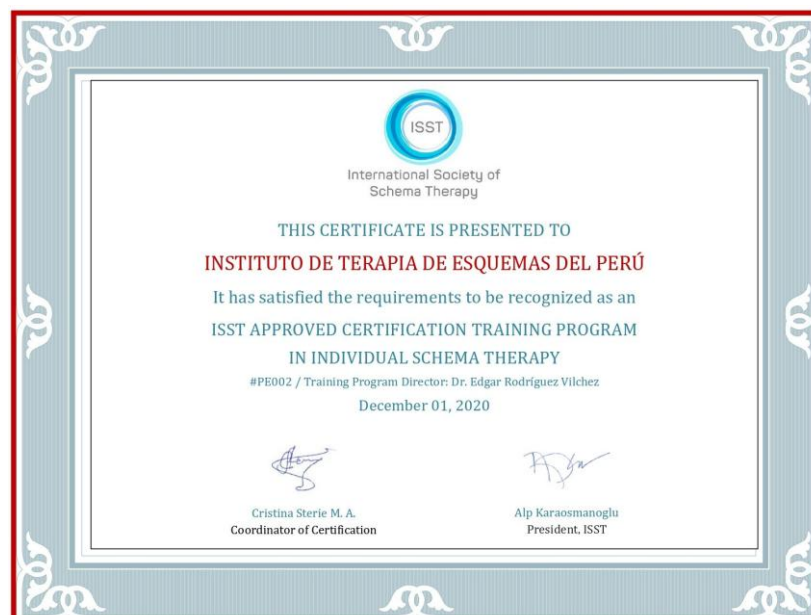 ISST
International Society of
Schema Therapy
THIS CERTIFICATE IS PRESENTED TO
INSTITUTO DE TERAPIA DE ESQUEMAS DEL PERÚ
It has satisfied the requirements to be recognized as an
ISST APPROVED CERTIFICATION TRAINING PROGRAM
IN INDIVIDUAL SCHEMA THERAPY
#PE002 / Training Program Director: Dr. Edgar Rodríguez Vilchez
December 01, 2020
Cristina Sterie M. A.
Coordinator of Certification
Alp Karaosmanoglu
President, ISST